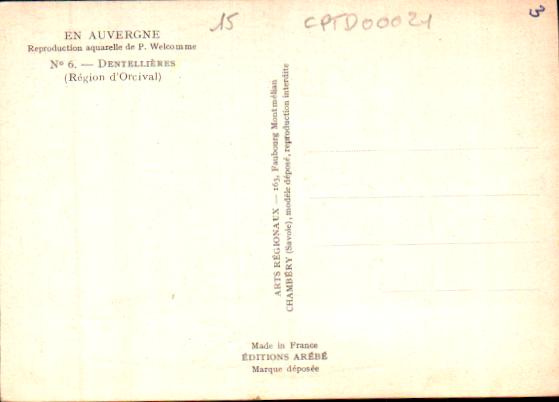 15
CPTD00021
3
EN AUVERGNE
Reproduction aquarelle de P. Welcomme
N° 6. — DENTELLIÈRES
(Région d'Orcival)
ARTS RÉGIONAUX — 163, Faubourg Montmélian
CHAMBÉRY (Savoie), modèle déposé, reproduction interdite
Made in France
ÉDITIONS ARÉBÉ
Marque déposée